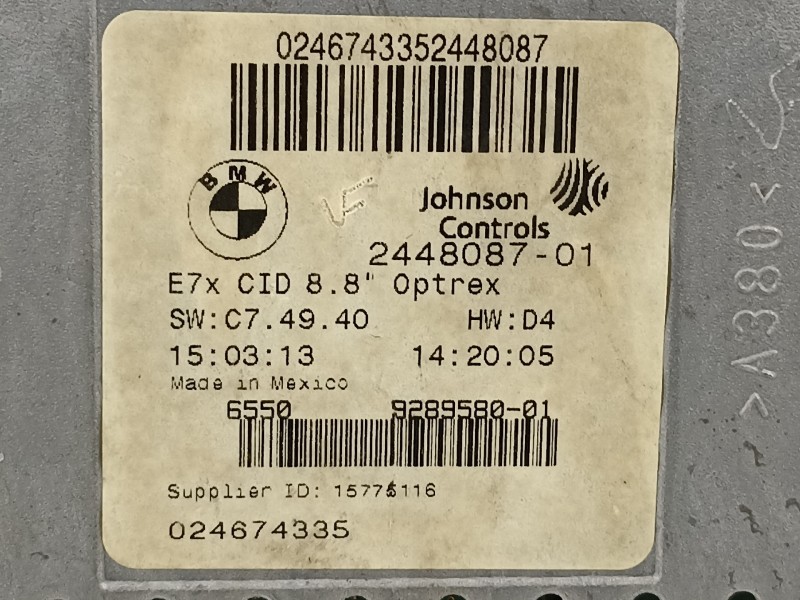 0246743352448087
BMW
Johnson
Controls
2448087-01
E7x CID 8.8" Optrex
SW:C7.49.40 HW:D4
15:03:13 14:20:05
Made in Mexico
6550 9289580-01
Supplier ID:
024674335
>A380<